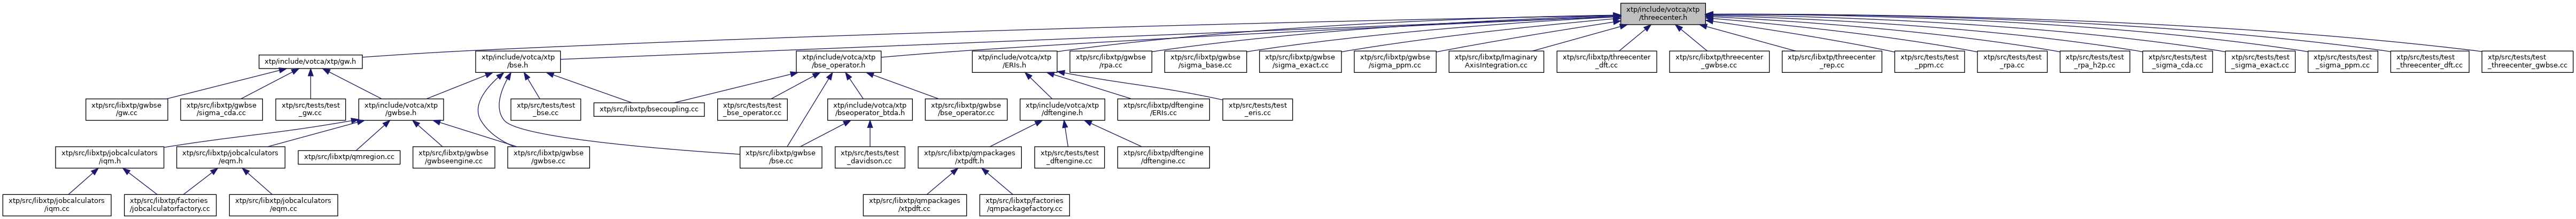 xtp/include/votca/xtp
/threecenter.h
xtp/include/votca/xtp/gw.h
xtp/include/votca/xtp
/bse.h
xtp/include/votca/xtp
/bse_operator.h
xtp/include/votca/xtp
/ERIs.h
xtp/src/libxtp/gwbse
/rpa.cc
xtp/src/libxtp/gwbse
/sigma_base.cc
xtp/src/libxtp/gwbse
/sigma_exact.cc
xtp/src/libxtp/gwbse
/sigma_ppm.cc
xtp/src/libxtp/Imaginary
AxisIntegration.cc
xtp/src/libxtp/threecenter
_dft.cc
xtp/src/libxtp/threecenter
_gwbse.cc
xtp/src/libxtp/threecenter
_rep.cc
xtp/src/tests/test
_ppm.cc
xtp/src/tests/test
_rpa.cc
xtp/src/tests/test
_rpa_h2p.cc
xtp/src/tests/test
_sigma_cda.cc
xtp/src/tests/test
_sigma_exact.cc
xtp/src/tests/test
_sigma_ppm.cc
xtp/src/tests/test
_threecenter_dft.cc
xtp/src/tests/test
_threecenter_gwbse.cc
xtp/src/libxtp/gwbse
/gw.cc
xtp/src/libxtp/gwbse
/sigma_cda.cc
xtp/src/tests/test
_gw.cc
xtp/include/votca/xtp
/gwbse.h
xtp/src/tests/test
_bse.cc
xtp/src/libxtp/bsecoupling.cc
xtp/src/tests/test
_bse_operator.cc
xtp/include/votca/xtp
/bseoperator_btda.h
xtp/src/libxtp/gwbse
/bse_operator.cc
xtp/include/votca/xtp
/dftengine.h
xtp/src/libxtp/dftengine
/ERIs.cc
xtp/src/tests/test
_eris.cc
xtp/src/libxtp/jobcalculators
/iqm.h
xtp/src/libxtp/jobcalculators
/eqm.h
xtp/src/libxtp/qmregion.cc
xtp/src/libxtp/gwbse
/gwbseengine.cc
xtp/src/libxtp/gwbse
/gwbse.cc
xtp/src/libxtp/gwbse
/bse.cc
xtp/src/tests/test
_davidson.cc
xtp/src/libxtp/qmpackages
/xtpdft.h
xtp/src/tests/test
_dftengine.cc
xtp/src/libxtp/dftengine
/dftengine.cc
xtp/src/libxtp/jobcalculators
/iqm.cc
xtp/src/libxtp/factories
/jobcalculatorfactory.cc
xtp/src/libxtp/jobcalculators
/eqm.cc
xtp/src/libxtp/qmpackages
/xtpdft.cc
xtp/src/libxtp/factories
/qmpackagefactory.cc